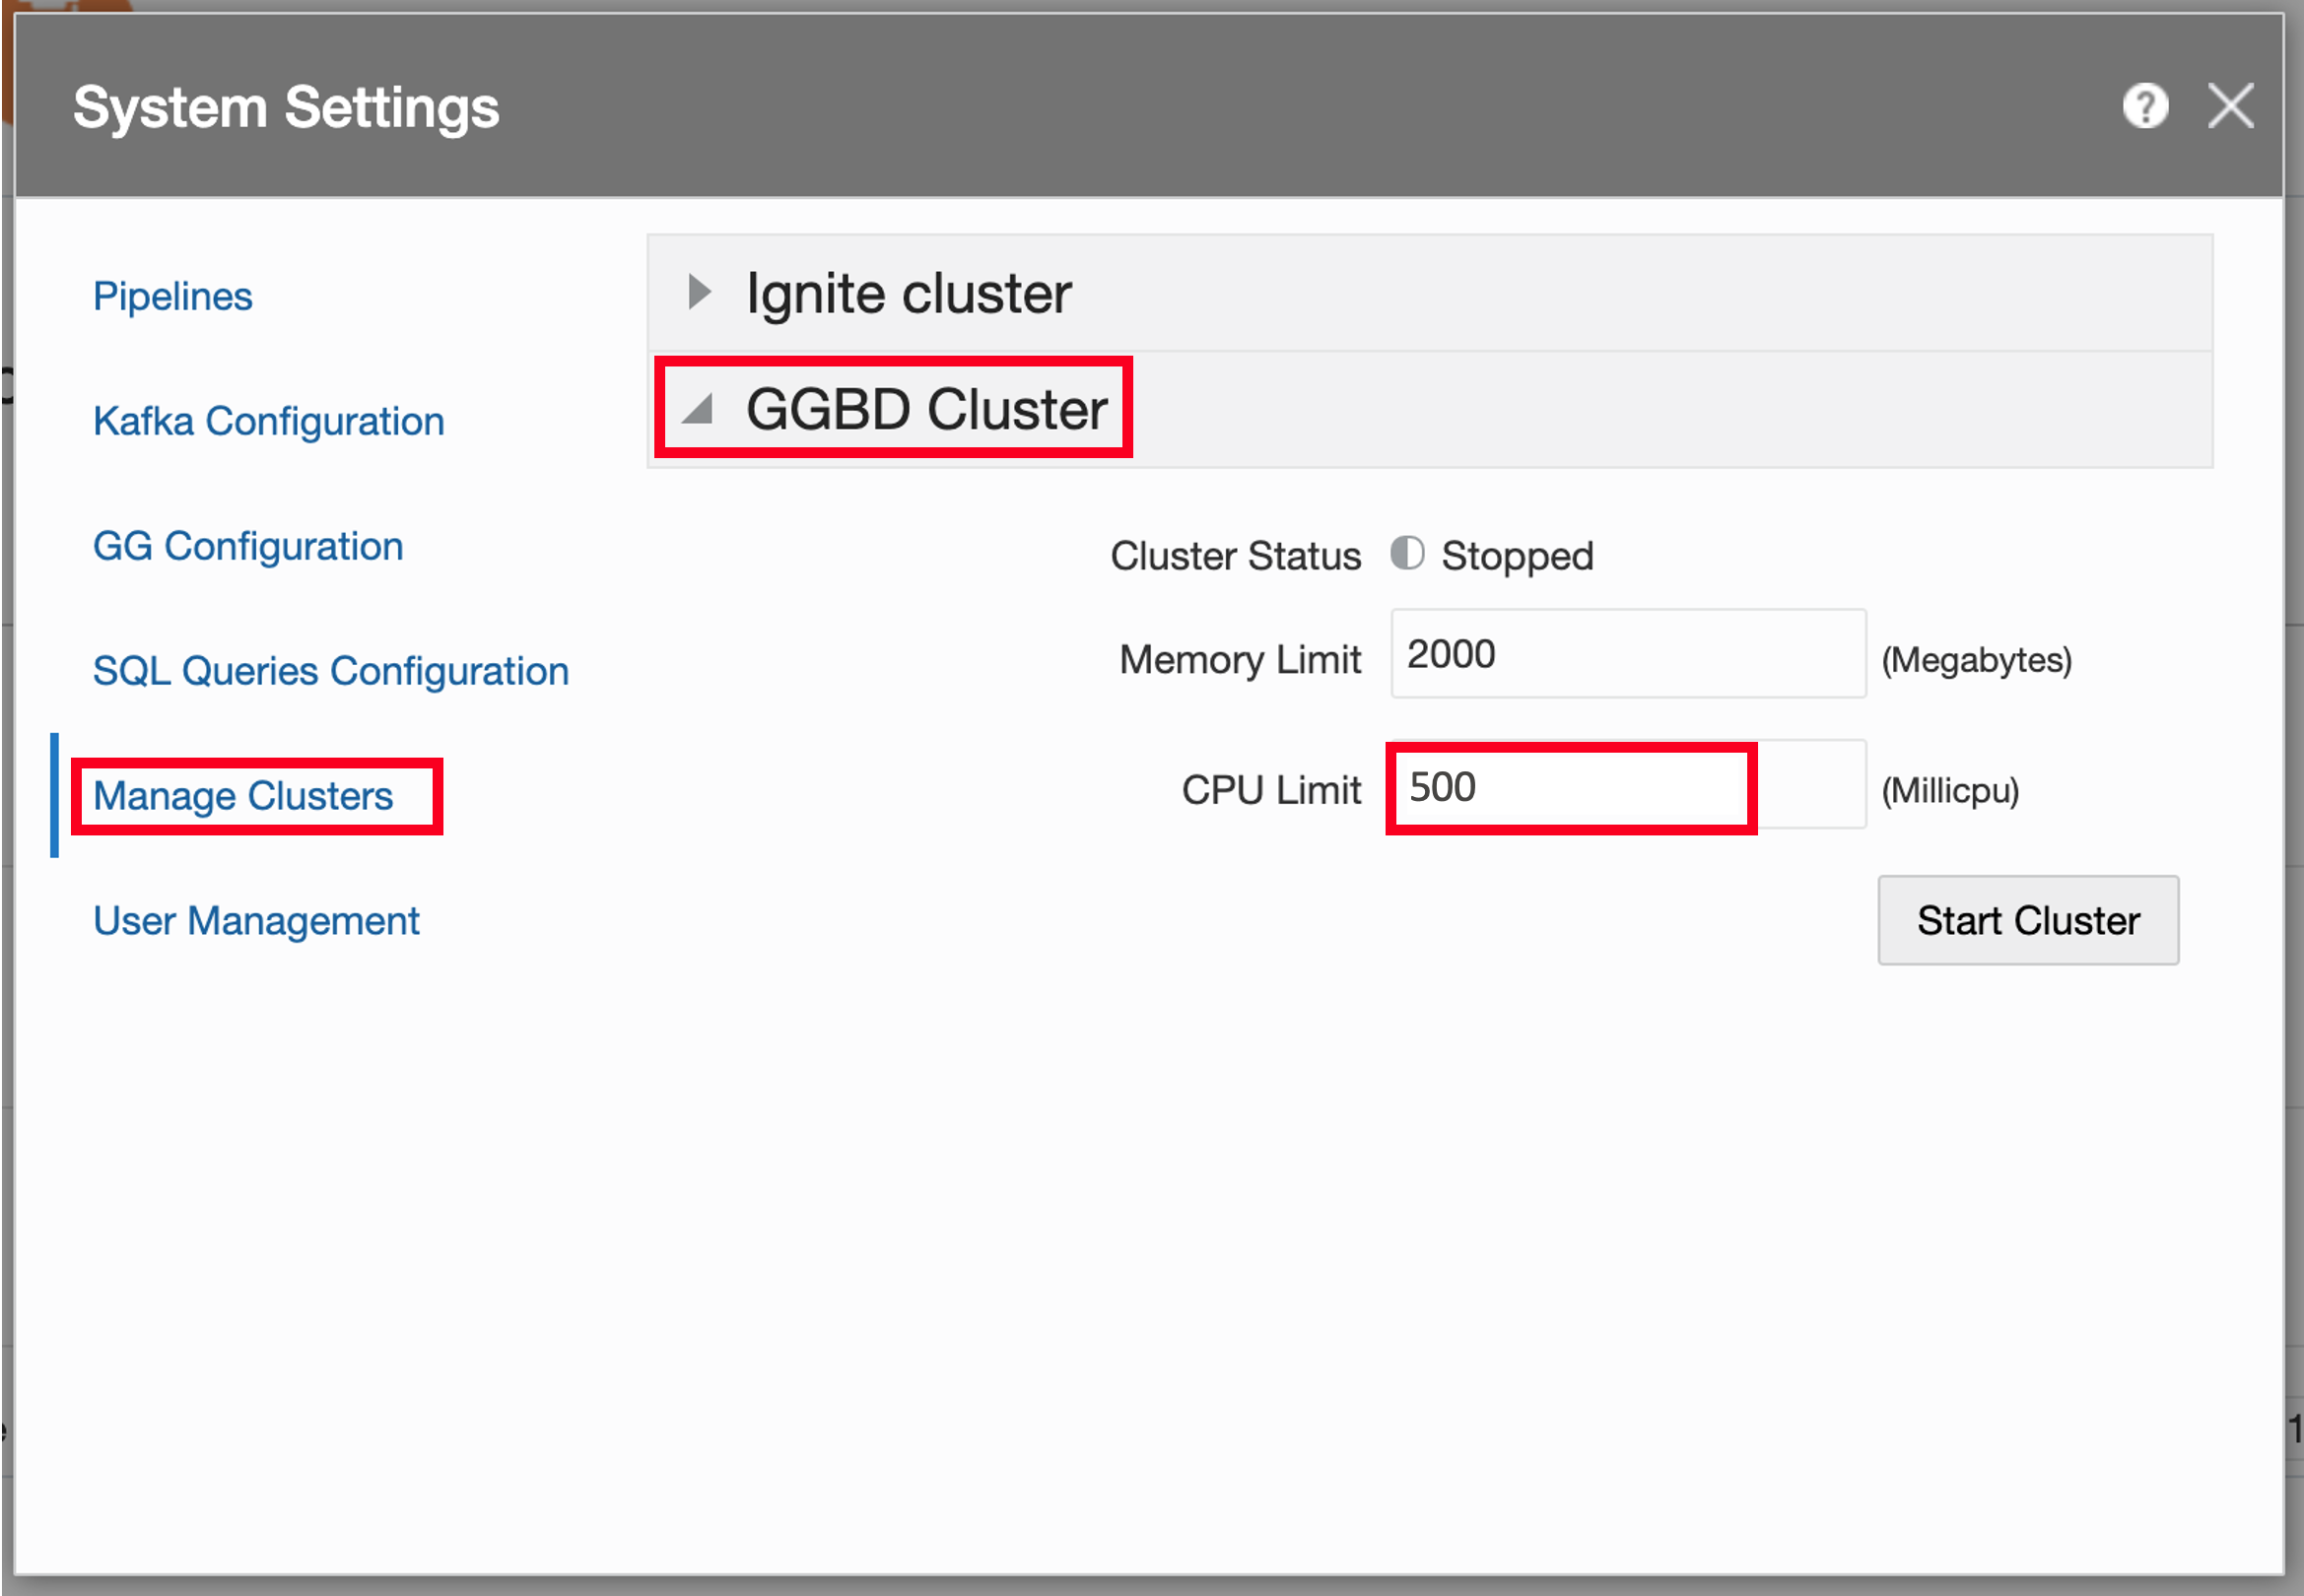 System Settings
Pipelines
Kafka Configuration
GG Configuration
SQL Queries Configuration
Manage Clusters
User Management
Ignite cluster
GGBD Cluster
Cluster Status Stopped
Memory Limit 2000 (Megabytes)
CPU Limit 500 (Millicpu)
Start Cluster